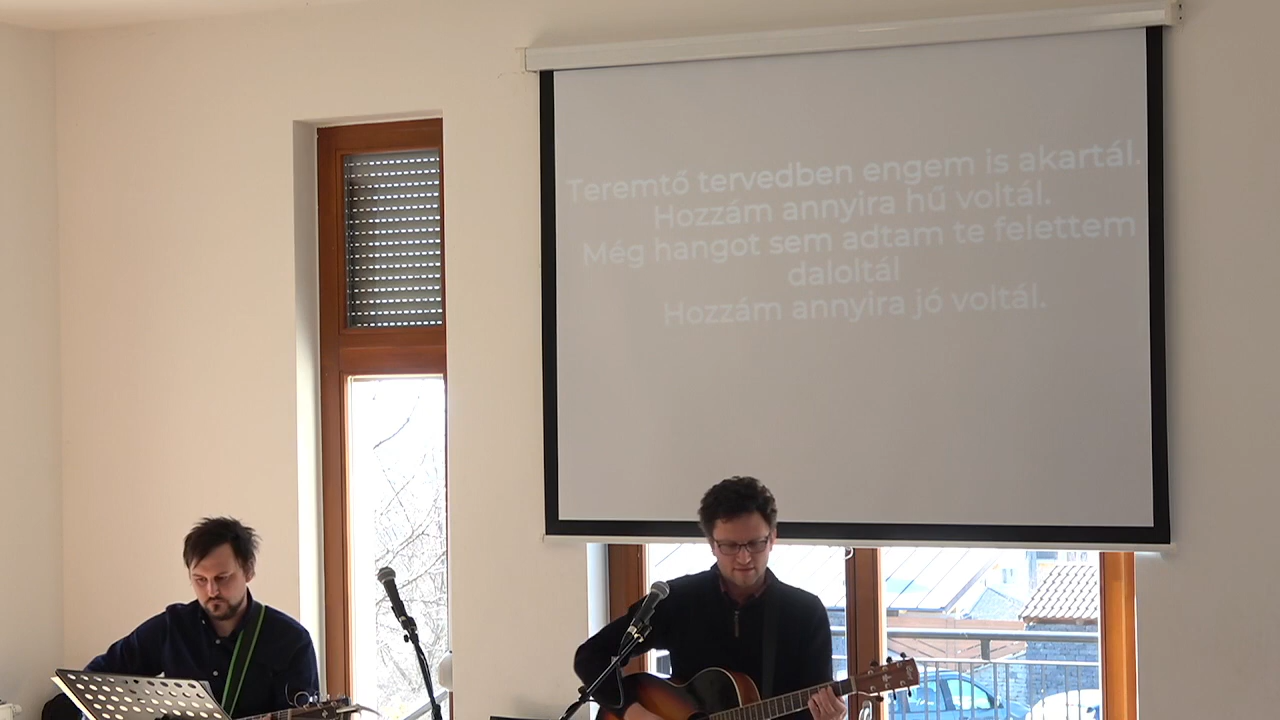 Teremtő tervedben engem is akartál.
Hozzám annyira hű voltál.
Még hangot sem adtam te felettem
daloltál
Hozzám annyira jó voltál.